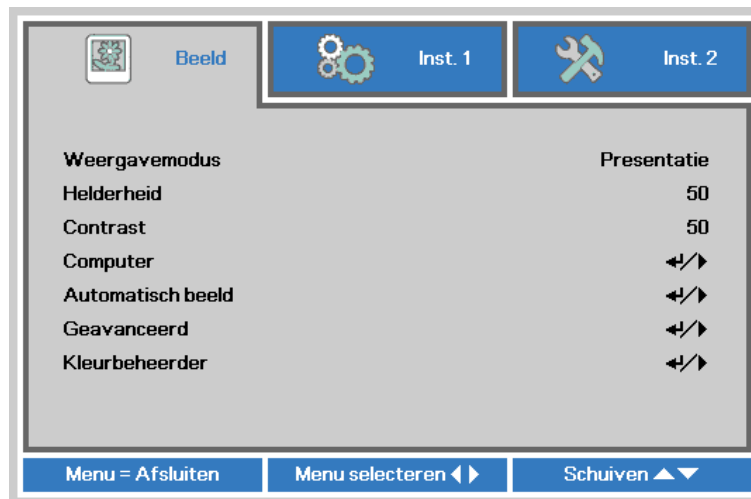 Beeld Inst. 1 Inst. 2
Weergavemodus Presentatie
Helderheid 50
Contrast 50
Computer ↵/▶
Automatisch beeld ↵/▶
Geavanceerd ↵/▶
Kleurbeheerder ↵/▶
Menu = Afsluiten Menu selecteren ◀▶ Schuiven ▲▼